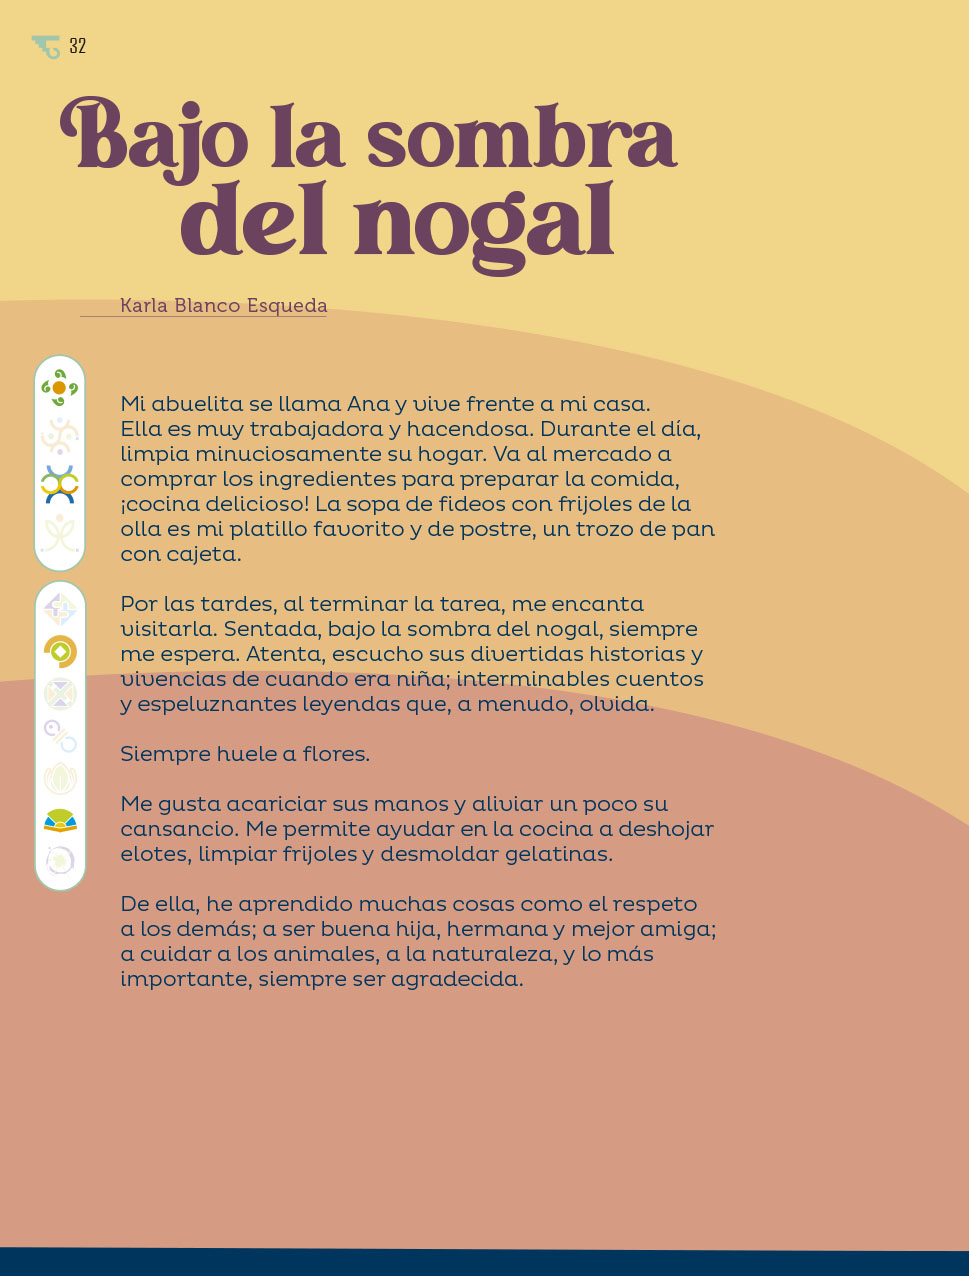 32
Bajo la sombra
del nogal
Karla Blanco Esqueda
Mi abuelita se llama Ana y vive frente a mi casa.
Ella es muy trabajadora y hacendosa. Durante el día,
limpia minuciosamente su hogar. Va al mercado a
comprar los ingredientes para preparar la comida,
¡cocina delicioso! La sopa de fideos con frijoles de la
olla es mi platillo favorito y de postre, un trozo de pan
con cajeta.
Por las tardes, al terminar la tarea, me encanta
visitarla. Sentada, bajo la sombra del nogal, siempre
me espera. Atenta, escucho sus divertidas historias y
vivencias de cuando era niña; interminables cuentos
y espeluznantes leyendas que, a menudo, olvida.
Siempre huele a flores.
Me gusta acariciar sus manos y aliviar un poco su
cansancio. Me permite ayudar en la cocina a deshojar
elotes, limpiar frijoles y desmoldar gelatinas.
De ella, he aprendido muchas cosas como el respeto
a los demás; a ser buena hija, hermana y mejor amiga;
a cuidar a los animales, a la naturaleza, y lo más
importante, siempre ser agradecida.